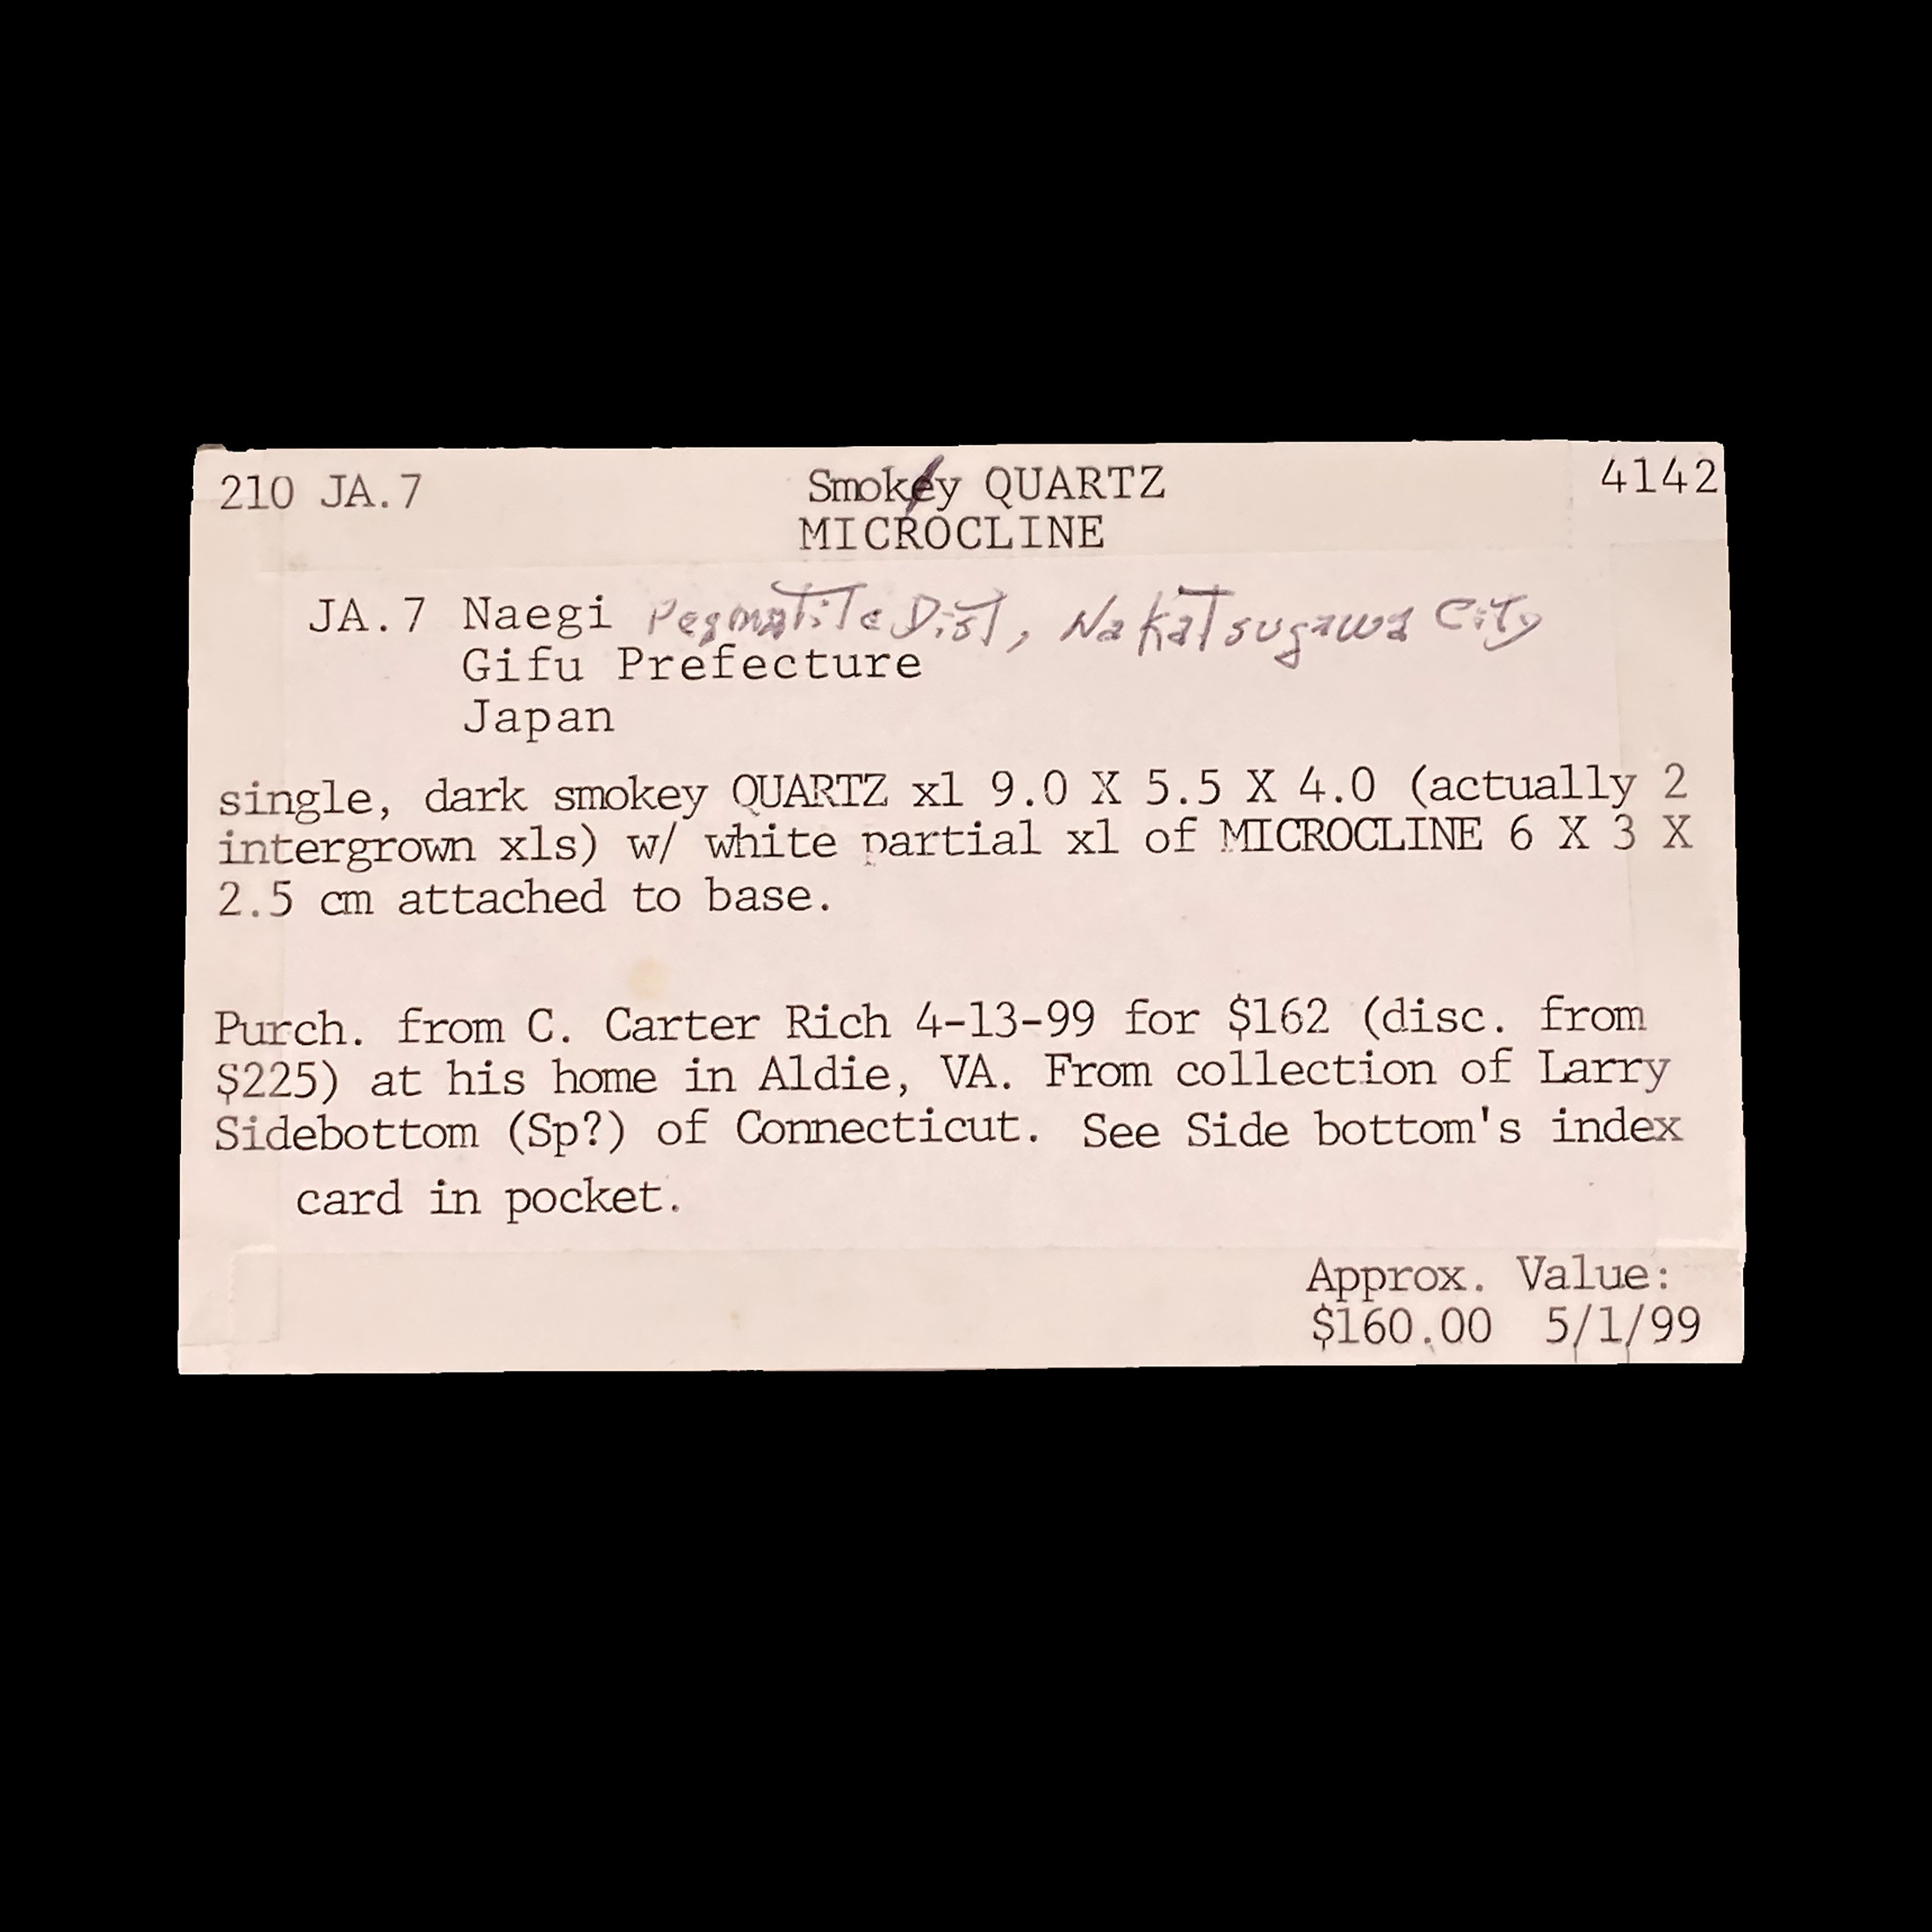 210 JA.7 Smoky QUARTZ 4142
MICROCLINE
JA.7 Naegi Pegmatite Dist, Nakatsugawa City
Gifu Prefecture
Japan
single, dark smokey QUARTZ xl 9.0 X 5.5 X 4.0 (actually 2
intergrown xls) w/ white partial xl of MICROCLINE 6 X 3 X
2.5 cm attached to base.
Purch. from C. Carter Rich 4-13-99 for $162 (disc. from
$225) at his home in Aldie, VA. From collection of Larry
Sidebottom (Sp?) of Connecticut. See Side bottom's index
card in pocket.
Approx. Value:
$160.00 5/1/99